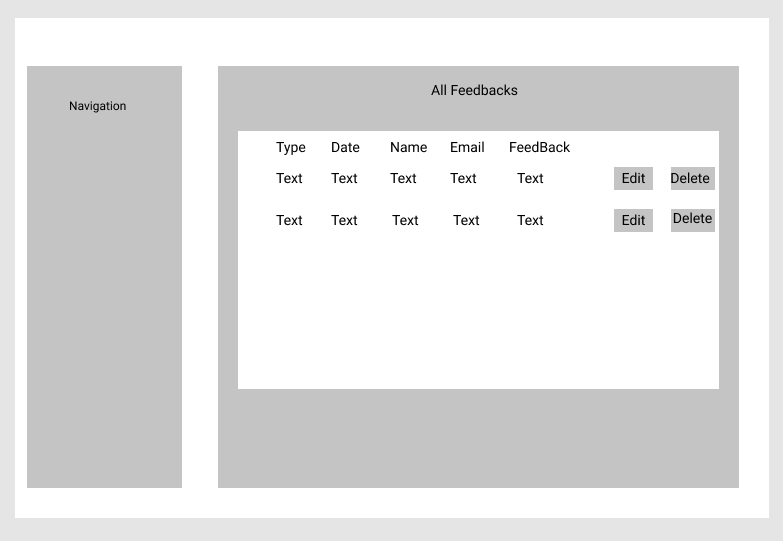 All Feedbacks
Navigation
Type Date Name Email FeedBack
Text Text Text Text Text Edit Delete
Text Text Text Text Text Edit Delete